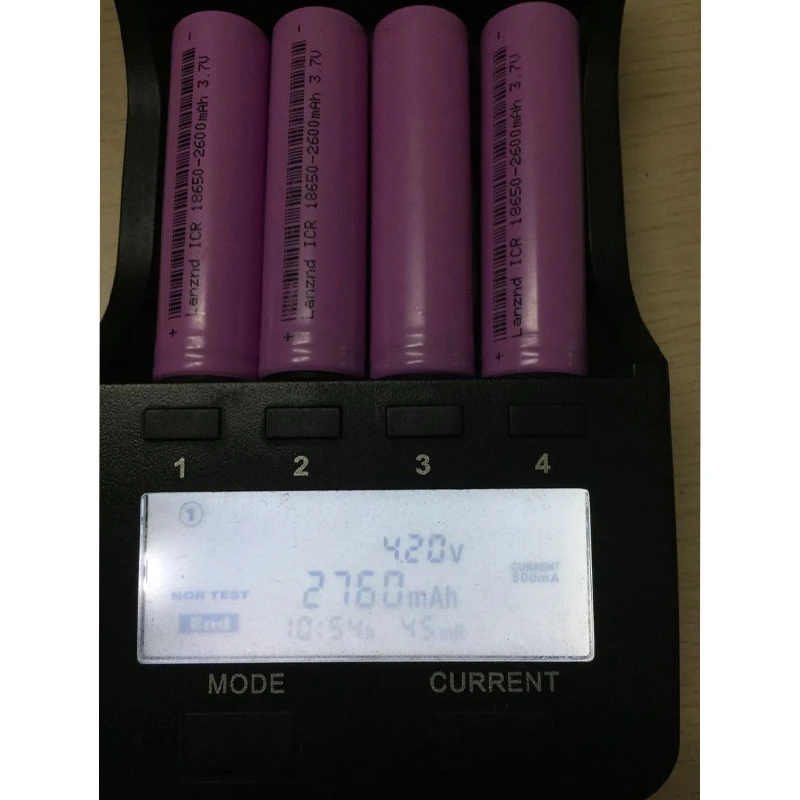 - Lanznd ICR 18650-2600mAh 3.7V +
- Lanznd ICR 18650-2600mAh 3.7V +
- Lanznd ICR 18650-2600mAh 3.7V +
1 2 3 4
1
4.20V
CURRENT
500mA
2760mAh
NOR TEST
End
10:54h 45mR
MODE CURRENT